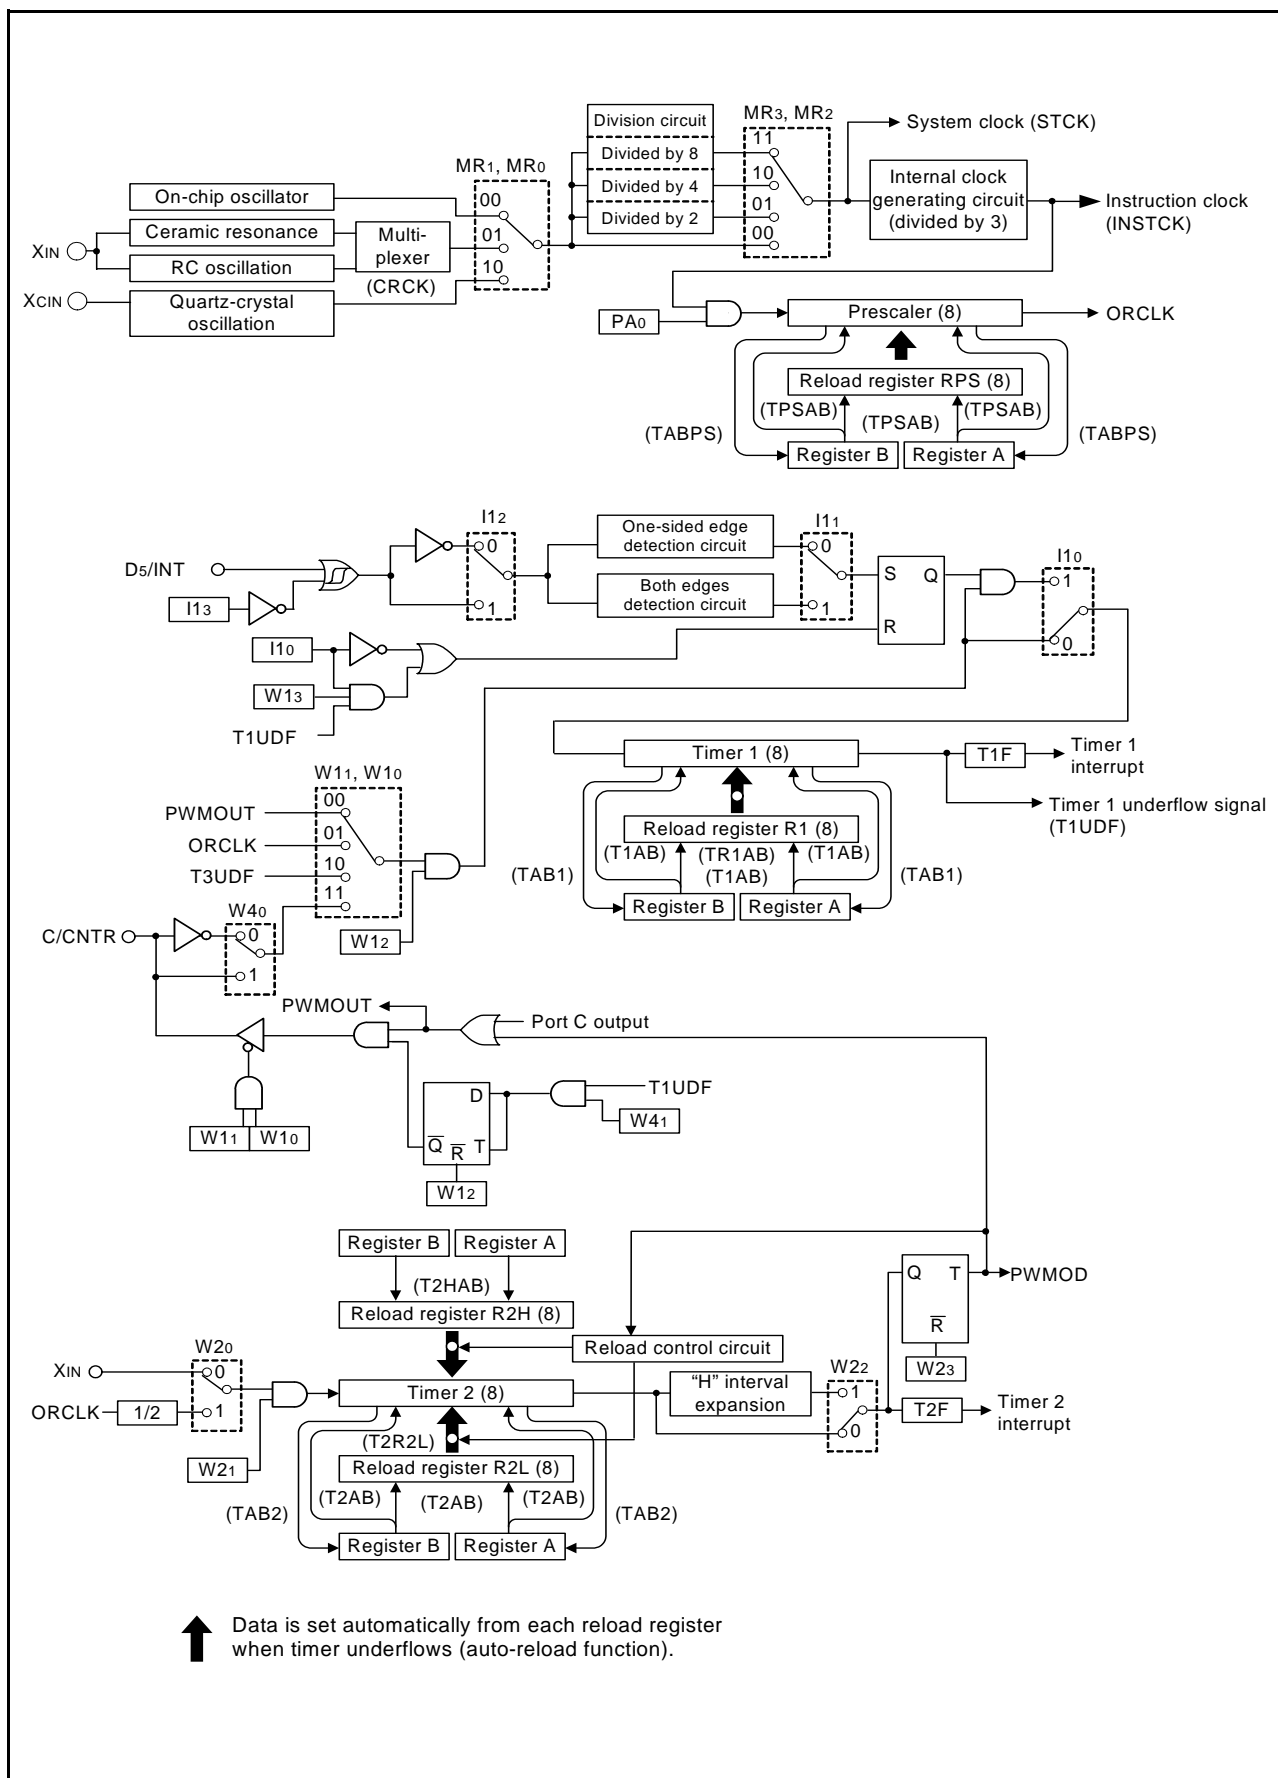 Division circuit
MR3, MR2
System clock (STCK)
11
Divided by 8
MR1, MR0
10
Divided by 4
Internal clock
generating circuit
(divided by 3)
On-chip oscillator
00
01
Divided by 2
Instruction clock
(INSTCK)
Ceramic resonance
Multi-
plexer
01
00
XIN
RC oscillation
10
(CRCK)
XCIN
Quartz-crystal
oscillation
PA0
Prescaler (8)
ORCLK
Reload register RPS (8)
(TPSAB)
(TPSAB)
(TPSAB)
(TABPS)
(TABPS)
Register B
Register A
I12
One-sided edge
detection circuit
I11
I10
0
0
D5/INT
S
Q
1
Both edges
detection circuit
I13
1
1
R
0
I10
W13
T1UDF
Timer 1 (8)
T1F
Timer 1
interrupt
W11, W10
00
PWMOUT
Timer 1 underflow signal
(T1UDF)
01
ORCLK
Reload register R1 (8)
(T1AB)
(TR1AB)
(T1AB)
10
T3UDF
(TAB1)
(T1AB)
(TAB1)
11
Register B
Register A
W40
C/CNTR
0
W12
1
PWMOUT
Port C output
D
T1UDF
W41
W11
W10
Q
R
T
W12
Register B
Register A
(T2HAB)
Q
T
PWMOD
Reload register R2H (8)
R
W20
Reload control circuit
W23
XIN
0
W22
Timer 2 (8)
“H” interval
expansion
1
ORCLK
1/2
1
T2F
Timer 2
interrupt
0
(T2R2L)
W21
Reload register R2L (8)
(T2AB)
(T2AB)
(T2AB)
(TAB2)
(TAB2)
Register B
Register A
Data is set automatically from each reload register
when timer underflows (auto-reload function).